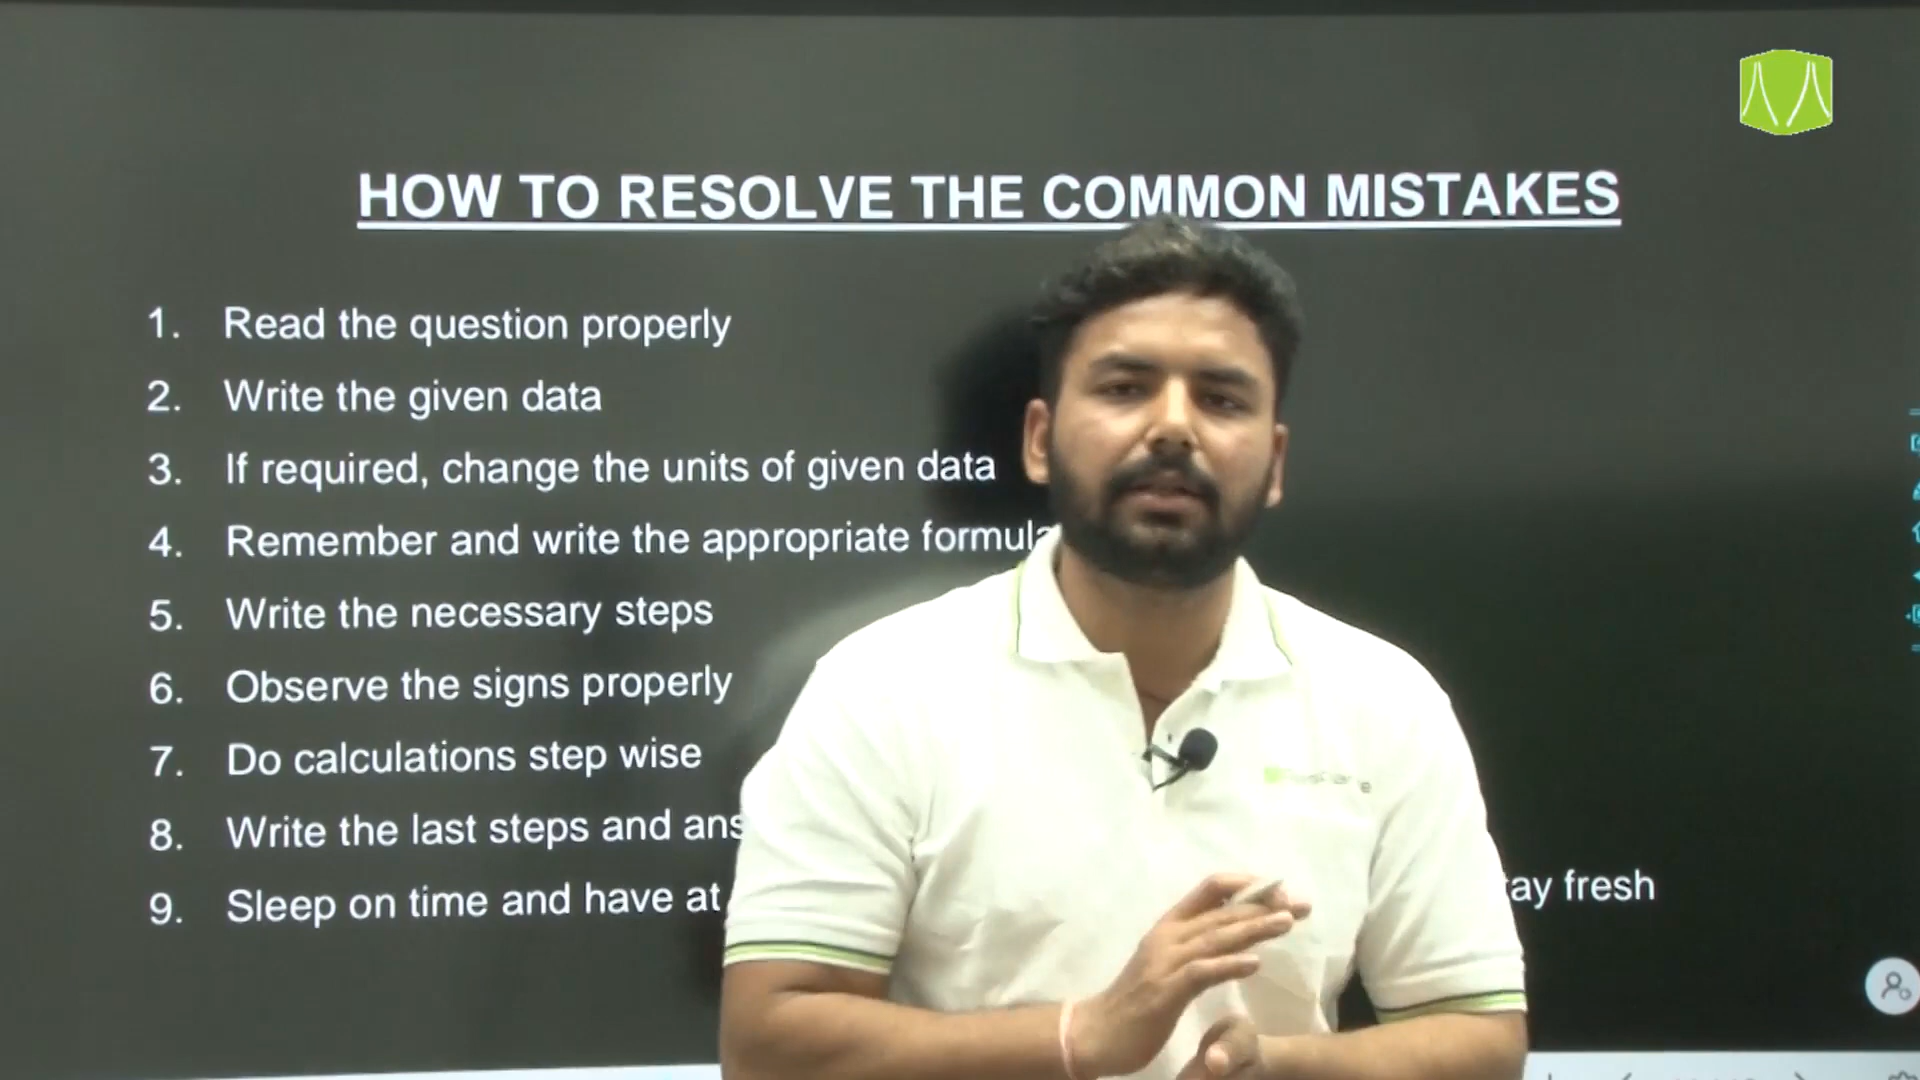 HOW TO RESOLVE THE COMMON MISTAKES
1. Read the question properly
2. Write the given data
3. If required, change the units of given data
4. Remember and write the appropriate formula
5. Write the necessary steps
6. Observe the signs properly
7. Do calculations step wise
8. Write the last steps and
9. Sleep on time and have at fresh